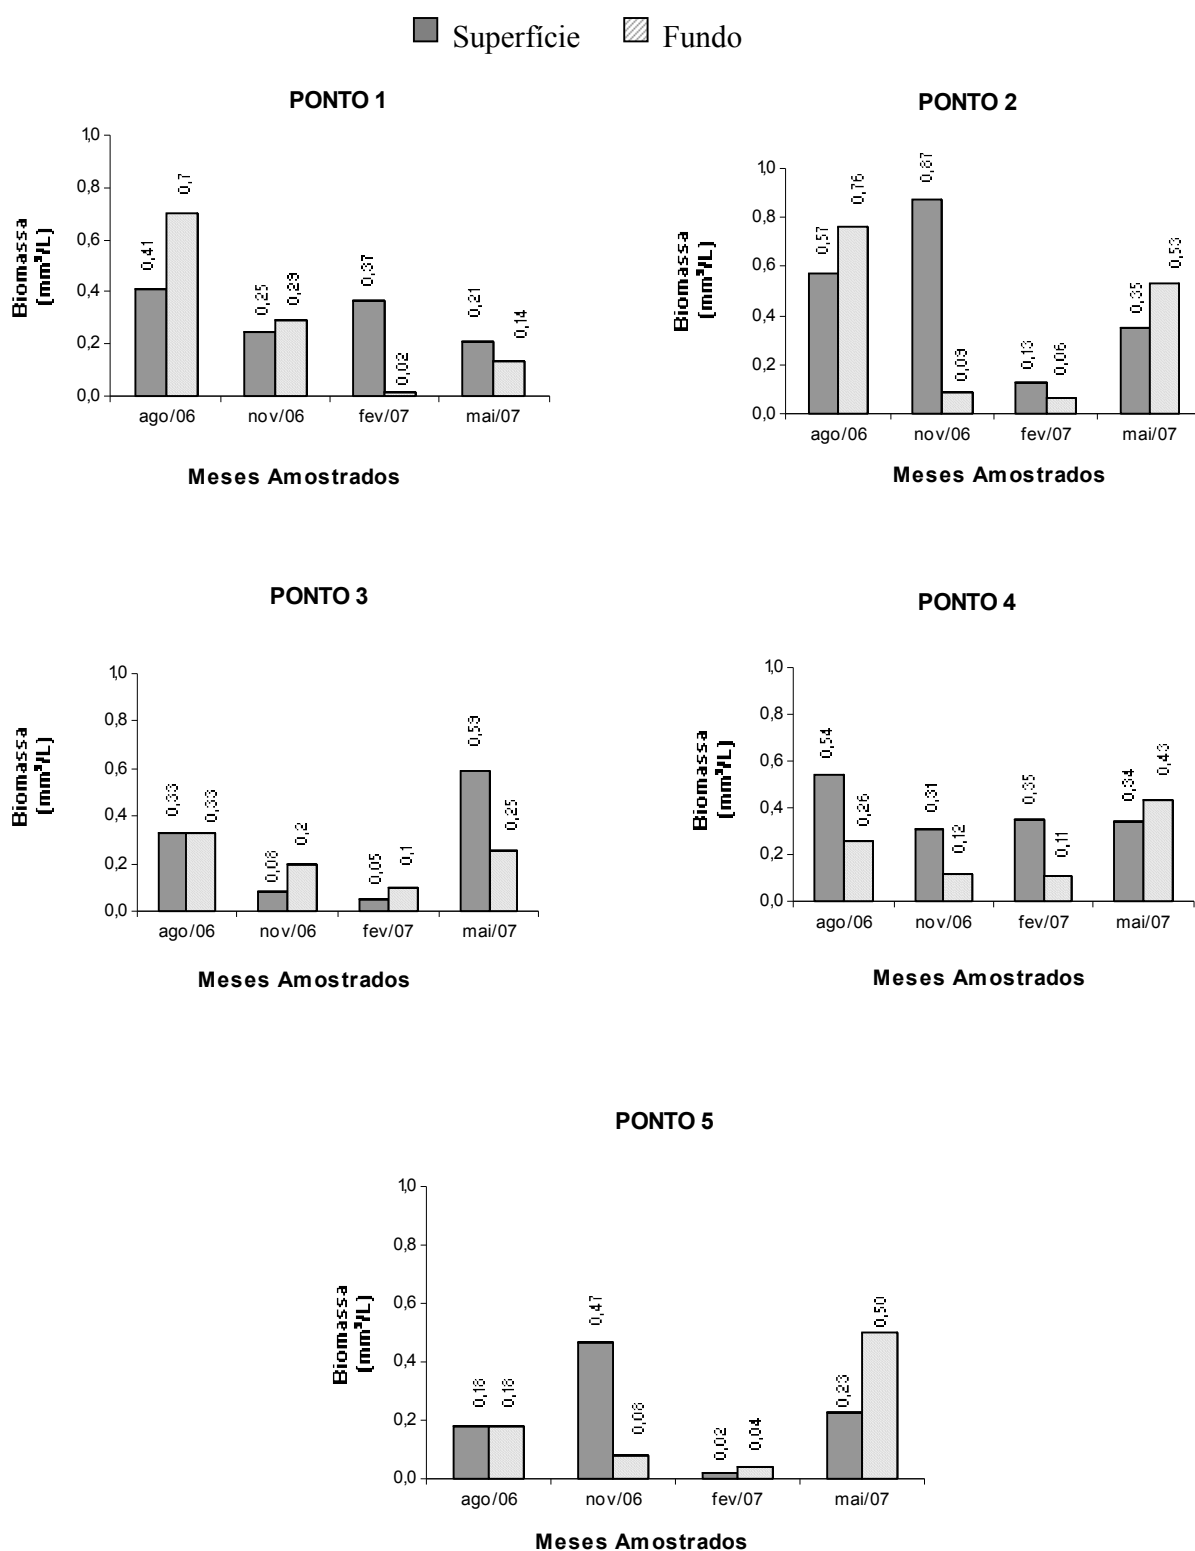 Superfície Fundo
PONTO 1
Biomassa
(mm³/L)
1,0
0,8
0,6
0,4
0,2
0,0
0,41 0,7 0,25 0,29 0,37 0,02 0,21 0,14
ago/06 nov/06 fev/07 mai/07
Meses Amostrados
PONTO 2
Biomassa
(mm³/L)
1,0
0,8
0,6
0,4
0,2
0,0
0,57 0,76 0,87 0,09 0,13 0,06 0,35 0,53
ago/06 nov/06 fev/07 mai/07
Meses Amostrados
PONTO 3
Biomassa
(mm³/L)
1,0
0,8
0,6
0,4
0,2
0,0
0,33 0,33 0,08 0,2 0,05 0,1 0,59 0,25
ago/06 nov/06 fev/07 mai/07
Meses Amostrados
PONTO 4
Biomassa
(mm³/L)
1,0
0,8
0,6
0,4
0,2
0,0
0,54 0,26 0,31 0,12 0,35 0,11 0,34 0,43
ago/06 nov/06 fev/07 mai/07
Meses Amostrados
PONTO 5
Biomassa
(mm³/L)
1,0
0,8
0,6
0,4
0,2
0,0
0,18 0,18 0,47 0,08 0,02 0,04 0,23 0,50
ago/06 nov/06 fev/07 mai/07
Meses Amostrados